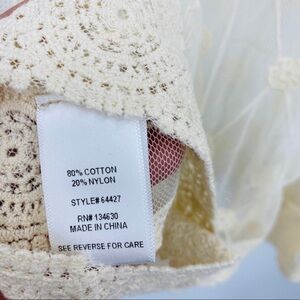 80% COTTON
20% NYLON
STYLE# 64427
RN# 134630
MADE IN CHINA
SEE REVERSE FOR CARE